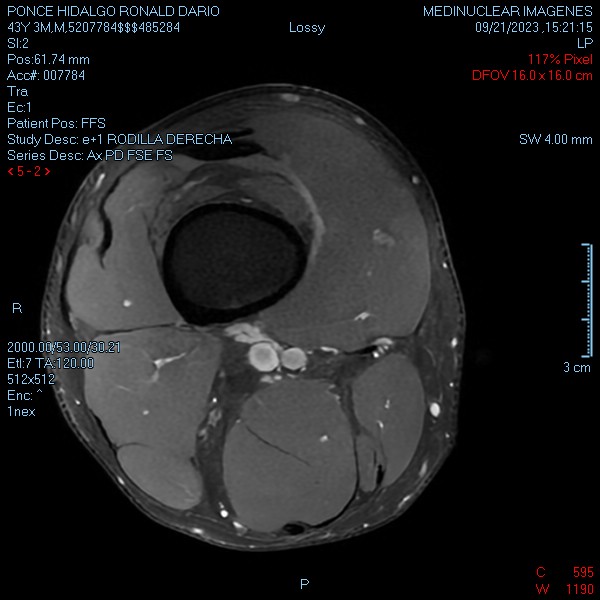 PONCE HIDALGO RONALD DARIO
43Y 3M,M,5207784$$$485284
SI:2
Pos:61.74 mm
Acc#: 007784
Tra
Ec:1
Patient Pos: FFS
Study Desc: e+1 RODILLA DERECHA
Series Desc: Ax PD FSE FS
< 5 - 2 >
Lossy
MEDINUCLEAR IMAGENES
09/21/2023 ,15:21:15
LP
117% Pixel
DFOV 16.0 x 16.0 cm
SW 4.00 mm
R
2000.00/53.00/30.21
Etl:7 TA:120.00
512x512
Enc: ^
1nex
3 cm
P
C 595
W 1190